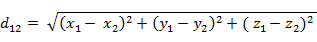 d₁₂ = √(x₁ − x₂)² + (y₁ − y₂)² + ( z₁ − z₂)²